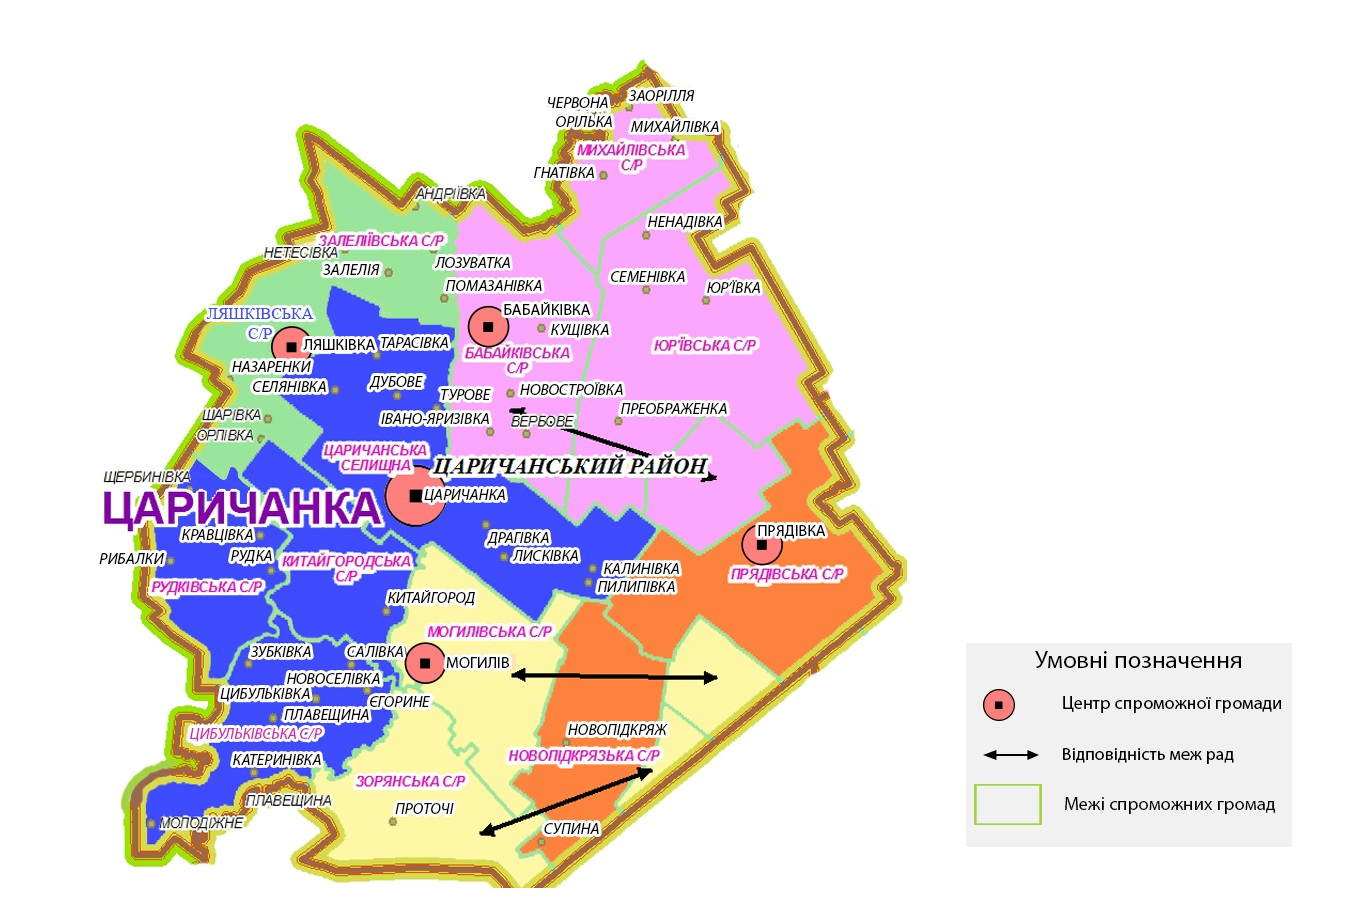 ЗАОРІЛЛЯ
ЧЕРВОНА
ОРІЛЬКА
МИХАЙЛІВКА
МИХАЙЛІВСЬКА
С/Р
ГНАТІВКА
АНДРІЇВКА
НЕНАДІВКА
ЗАЛЕЛІЇВСЬКА С/Р
НЕТЕСІВКА
ЗАЛЕЛІЯ
ЛОЗУВАТКА
СЕМЕНІВКА
ПОМАЗАНІВКА
ЮР'ЇВКА
ЛЯШКІВСЬКА
С/Р
БАБАЙКІВКА
КУЩІВКА
ЛЯШКІВКА
ТАРАСІВКА
БАБАЙКІВСЬКА
С/Р
ЮР'ЇВСЬКА С/Р
НАЗАРЕНКИ
СЕЛЯНІВКА
ДУБОВЕ
ТУРОВЕ
НОВОСТРОЇВКА
ШАРІВКА
ІВАНО-ЯРИЗІВКА
ВЕРБОВЕ
ПРЕОБРАЖЕНКА
ОРЛІВКА
ЦАРИЧАНСЬКА
СЕЛИЩНА
ЦАРИЧАНСЬКИЙ РАЙОН
ЩЕРБИНІВКА
ЦАРИЧАНКА
ЦАРИЧАНКА
КРАВЦІВКА
ДРАГІВКА
ПРЯДІВКА
РИБАЛКИ
РУДКА
КИТАЙГОРОДСЬКА
С/Р
ЛИСКІВКА
КАЛИНІВКА
ПРЯДІВСЬКА С/Р
РУДКІВСЬКА С/Р
ПИЛИПІВКА
КИТАЙГОРОД
МОГИЛІВСЬКА С/Р
ЗУБКІВКА
САЛІВКА
МОГИЛІВ
НОВОСЕЛІВКА
ЦИБУЛЬКІВКА
ЄГОРИНЕ
ПЛАВЕЩИНА
ЦИБУЛЬКІВСЬКА С/Р
НОВОПІДКРЯЖ
КАТЕРИНІВКА
НОВОПІДКРЯЗЬКА С/Р
ЗОРЯНСЬКА С/Р
ПЛАВЕЩИНА
ПРОТОЧІ
МОЛОДІЖНЕ
СУПИНА
Умовні позначення
Центр спроможної громади
Відповідність меж рад
Межі спроможних громад